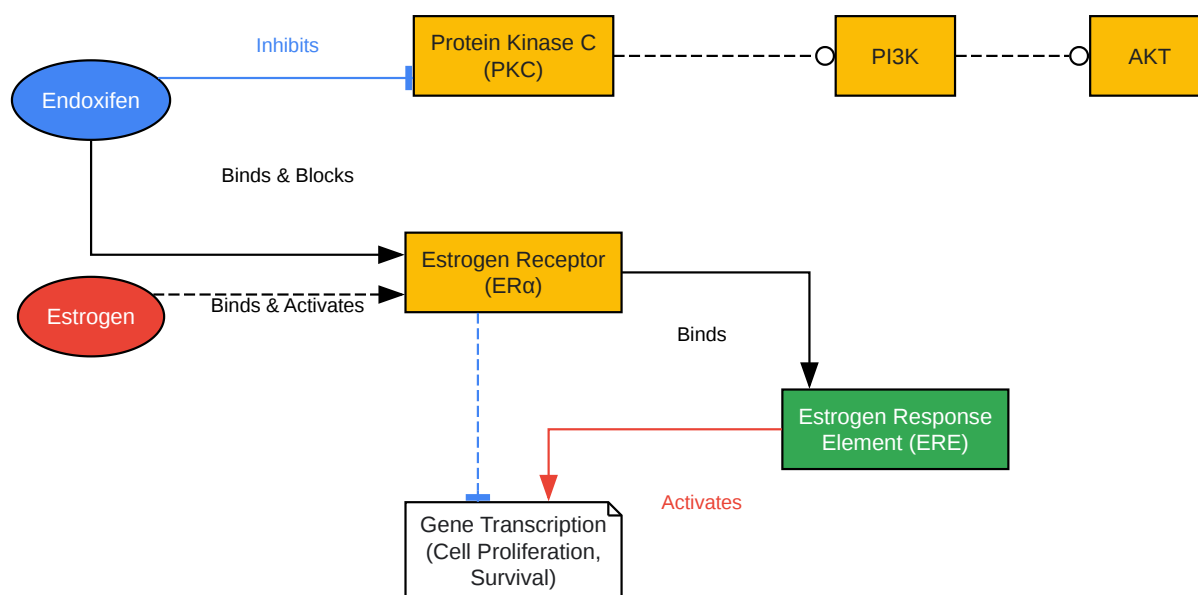 Inhibits
Protein Kinase C
(PKC)
PI3K
AKT
Endoxifen
Binds & Blocks
Estrogen Receptor
(ERα)
Estrogen
Binds & Activates
Binds
Estrogen Response
Element (ERE)
Activates
Gene Transcription
(Cell Proliferation,
Survival)